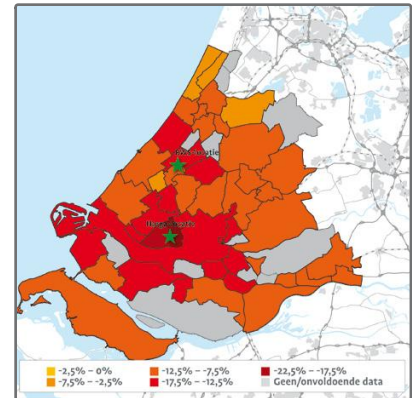 -2,5% – 0%
-7,5% – -2,5%
-12,5% – -7,5%
-17,5% – -12,5%
-22,5% – -17,5%
Geen/onvoldoende data